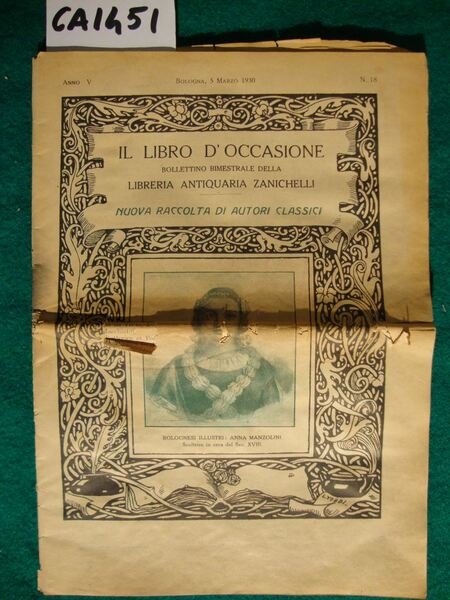 CA1451
ANNO V BOLOGNA, 5 MARZO 1930 N. 18
IL LIBRO D'OCCASIONE
BOLLETTINO BIMESTRALE DELLA
LIBRERIA ANTIQUARIA ZANICHELLI
NUOVA RACCOLTA DI AUTORI CLASSICI
BOLOGNESI ILLUSTRI: ANNA MANZOLINI
Scultrice in cera del Sec. XVIII.